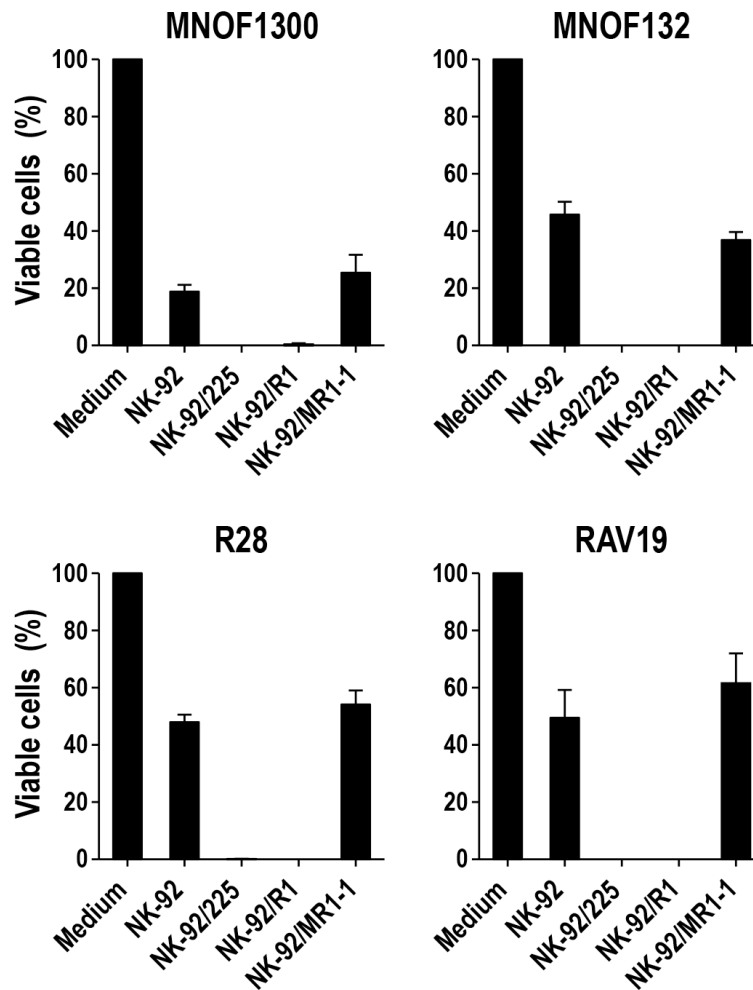 MNOF1300
Viable cells (%)
100
80
60
40
20
0
Medium
NK-92
NK-92/225
NK-92/R1
NK-92/MR1-1
MNOF132
100
80
60
40
20
0
Medium
NK-92
NK-92/225
NK-92/R1
NK-92/MR1-1
R28
Viable cells (%)
100
80
60
40
20
0
Medium
NK-92
NK-92/225
NK-92/R1
NK-92/MR1-1
RAV19
100
80
60
40
20
0
Medium
NK-92
NK-92/225
NK-92/R1
NK-92/MR1-1